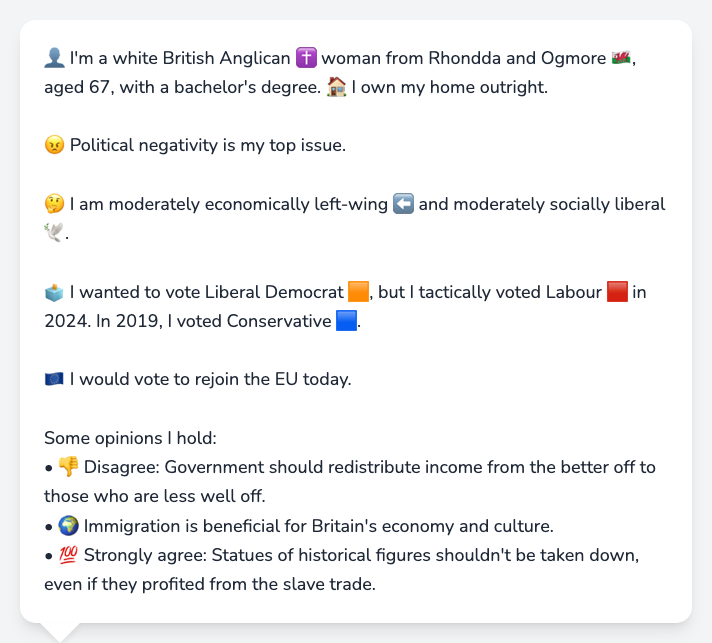 👤 I'm a white British Anglican ✝️ woman from Rhondda and Ogmore 🏴󠁧󠁢󠁷󠁬󠁳󠁿,
aged 67, with a bachelor's degree. 🏠 I own my home outright.
😠 Political negativity is my top issue.
🤔 I am moderately economically left-wing ⬅️ and moderately socially liberal
🕊️.
🗳️ I wanted to vote Liberal Democrat 🟧, but I tactically voted Labour 🟥 in
2024. In 2019, I voted Conservative 🟦.
🇪🇺 I would vote to rejoin the EU today.
Some opinions I hold:
• 👎 Disagree: Government should redistribute income from the better off to
those who are less well off.
• 🌍 Immigration is beneficial for Britain's economy and culture.
• 💯 Strongly agree: Statues of historical figures shouldn't be taken down,
even if they profited from the slave trade.